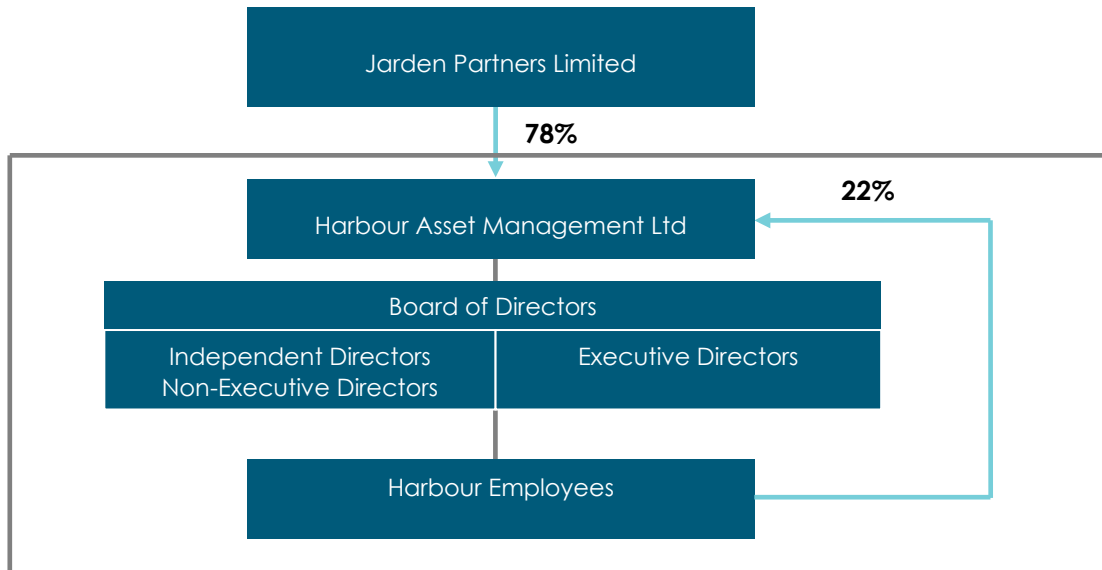 Jarden Partners Limited
78%
22%
Harbour Asset Management Ltd
Board of Directors
Independent Directors
Non-Executive Directors
Executive Directors
Harbour Employees